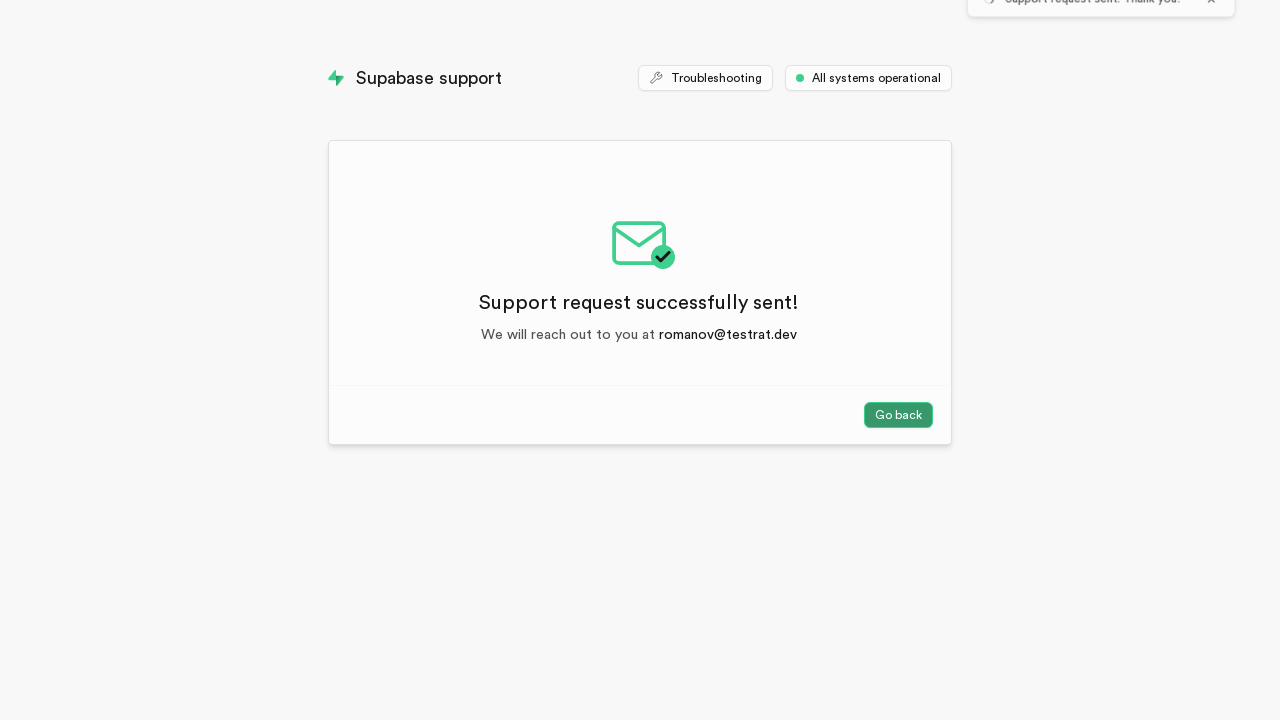 Support request sent. Thank you!
Supabase support
Troubleshooting
All systems operational
Support request successfully sent!
We will reach out to you at romanov@testrat.dev
Go back